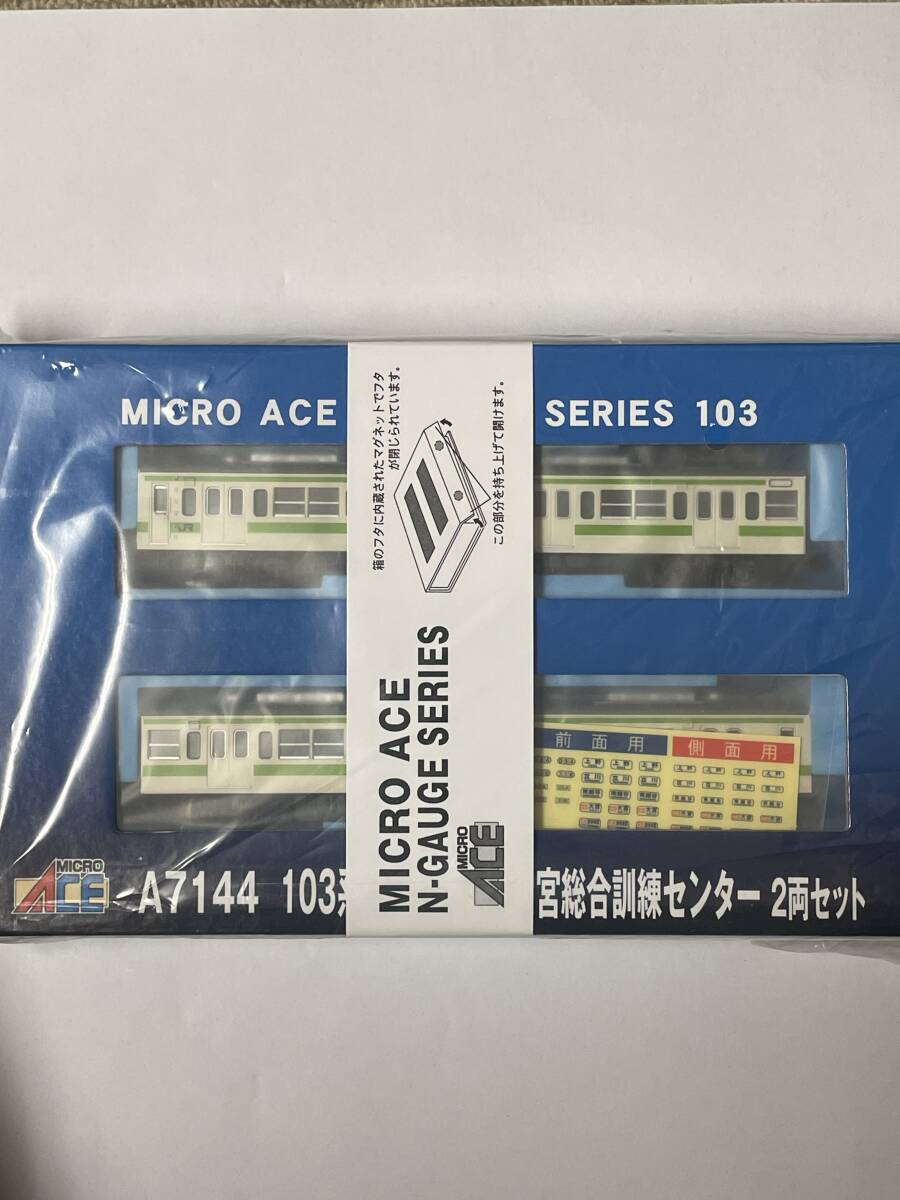 MICRO ACE
SERIES 103
箱のフタに内蔵されたマグネットでフタ
が閉じられています。
この部分を持ち上げて開けます。
MICRO ACE
N-GAUGE SERIES
MICRO
ACE
JR
前面用
側面用
MICRO
ACE
A7144 103系
宮総合訓練センター 2両セット